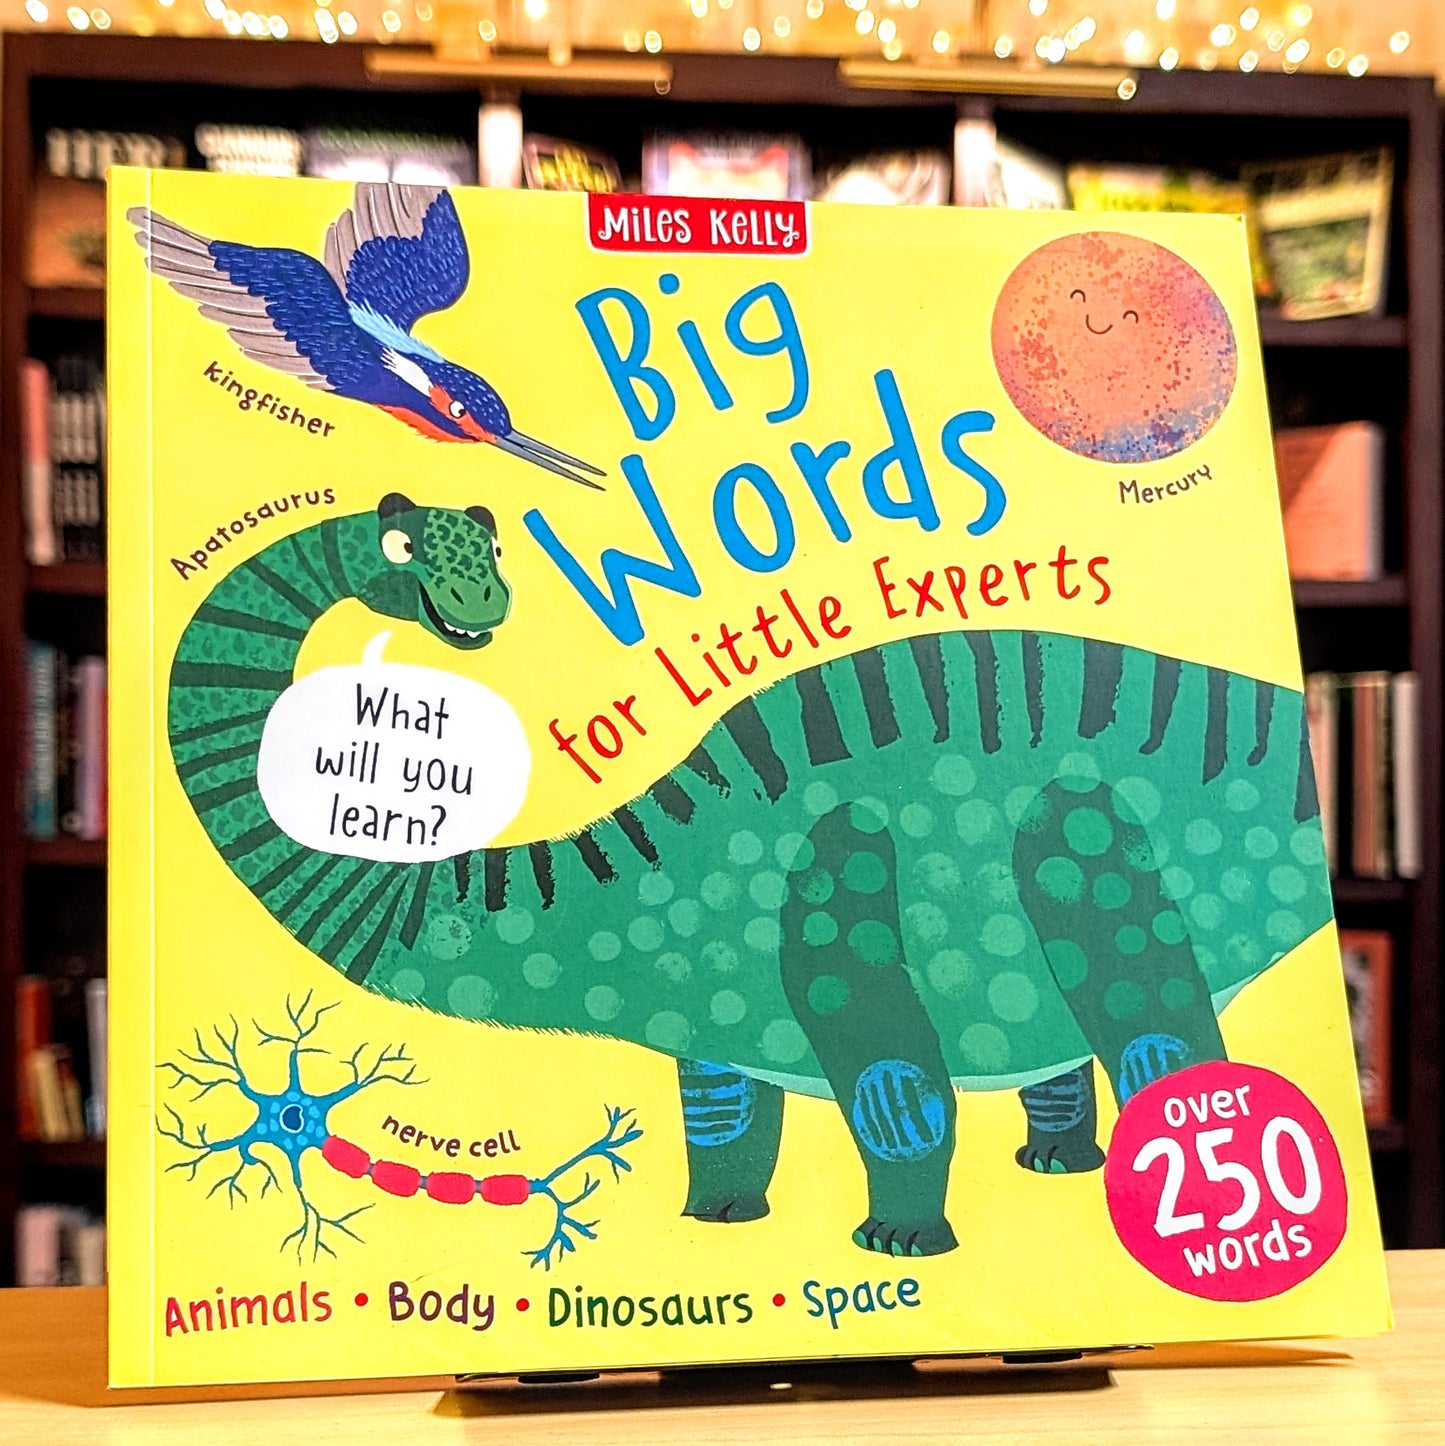 Miles Kelly
Big
Words
for Little Experts
kingfisher
Mercury
Apatosaurus
What
will you
learn?
nerve cell
over
250
words
Animals • Body • Dinosaurs • Space